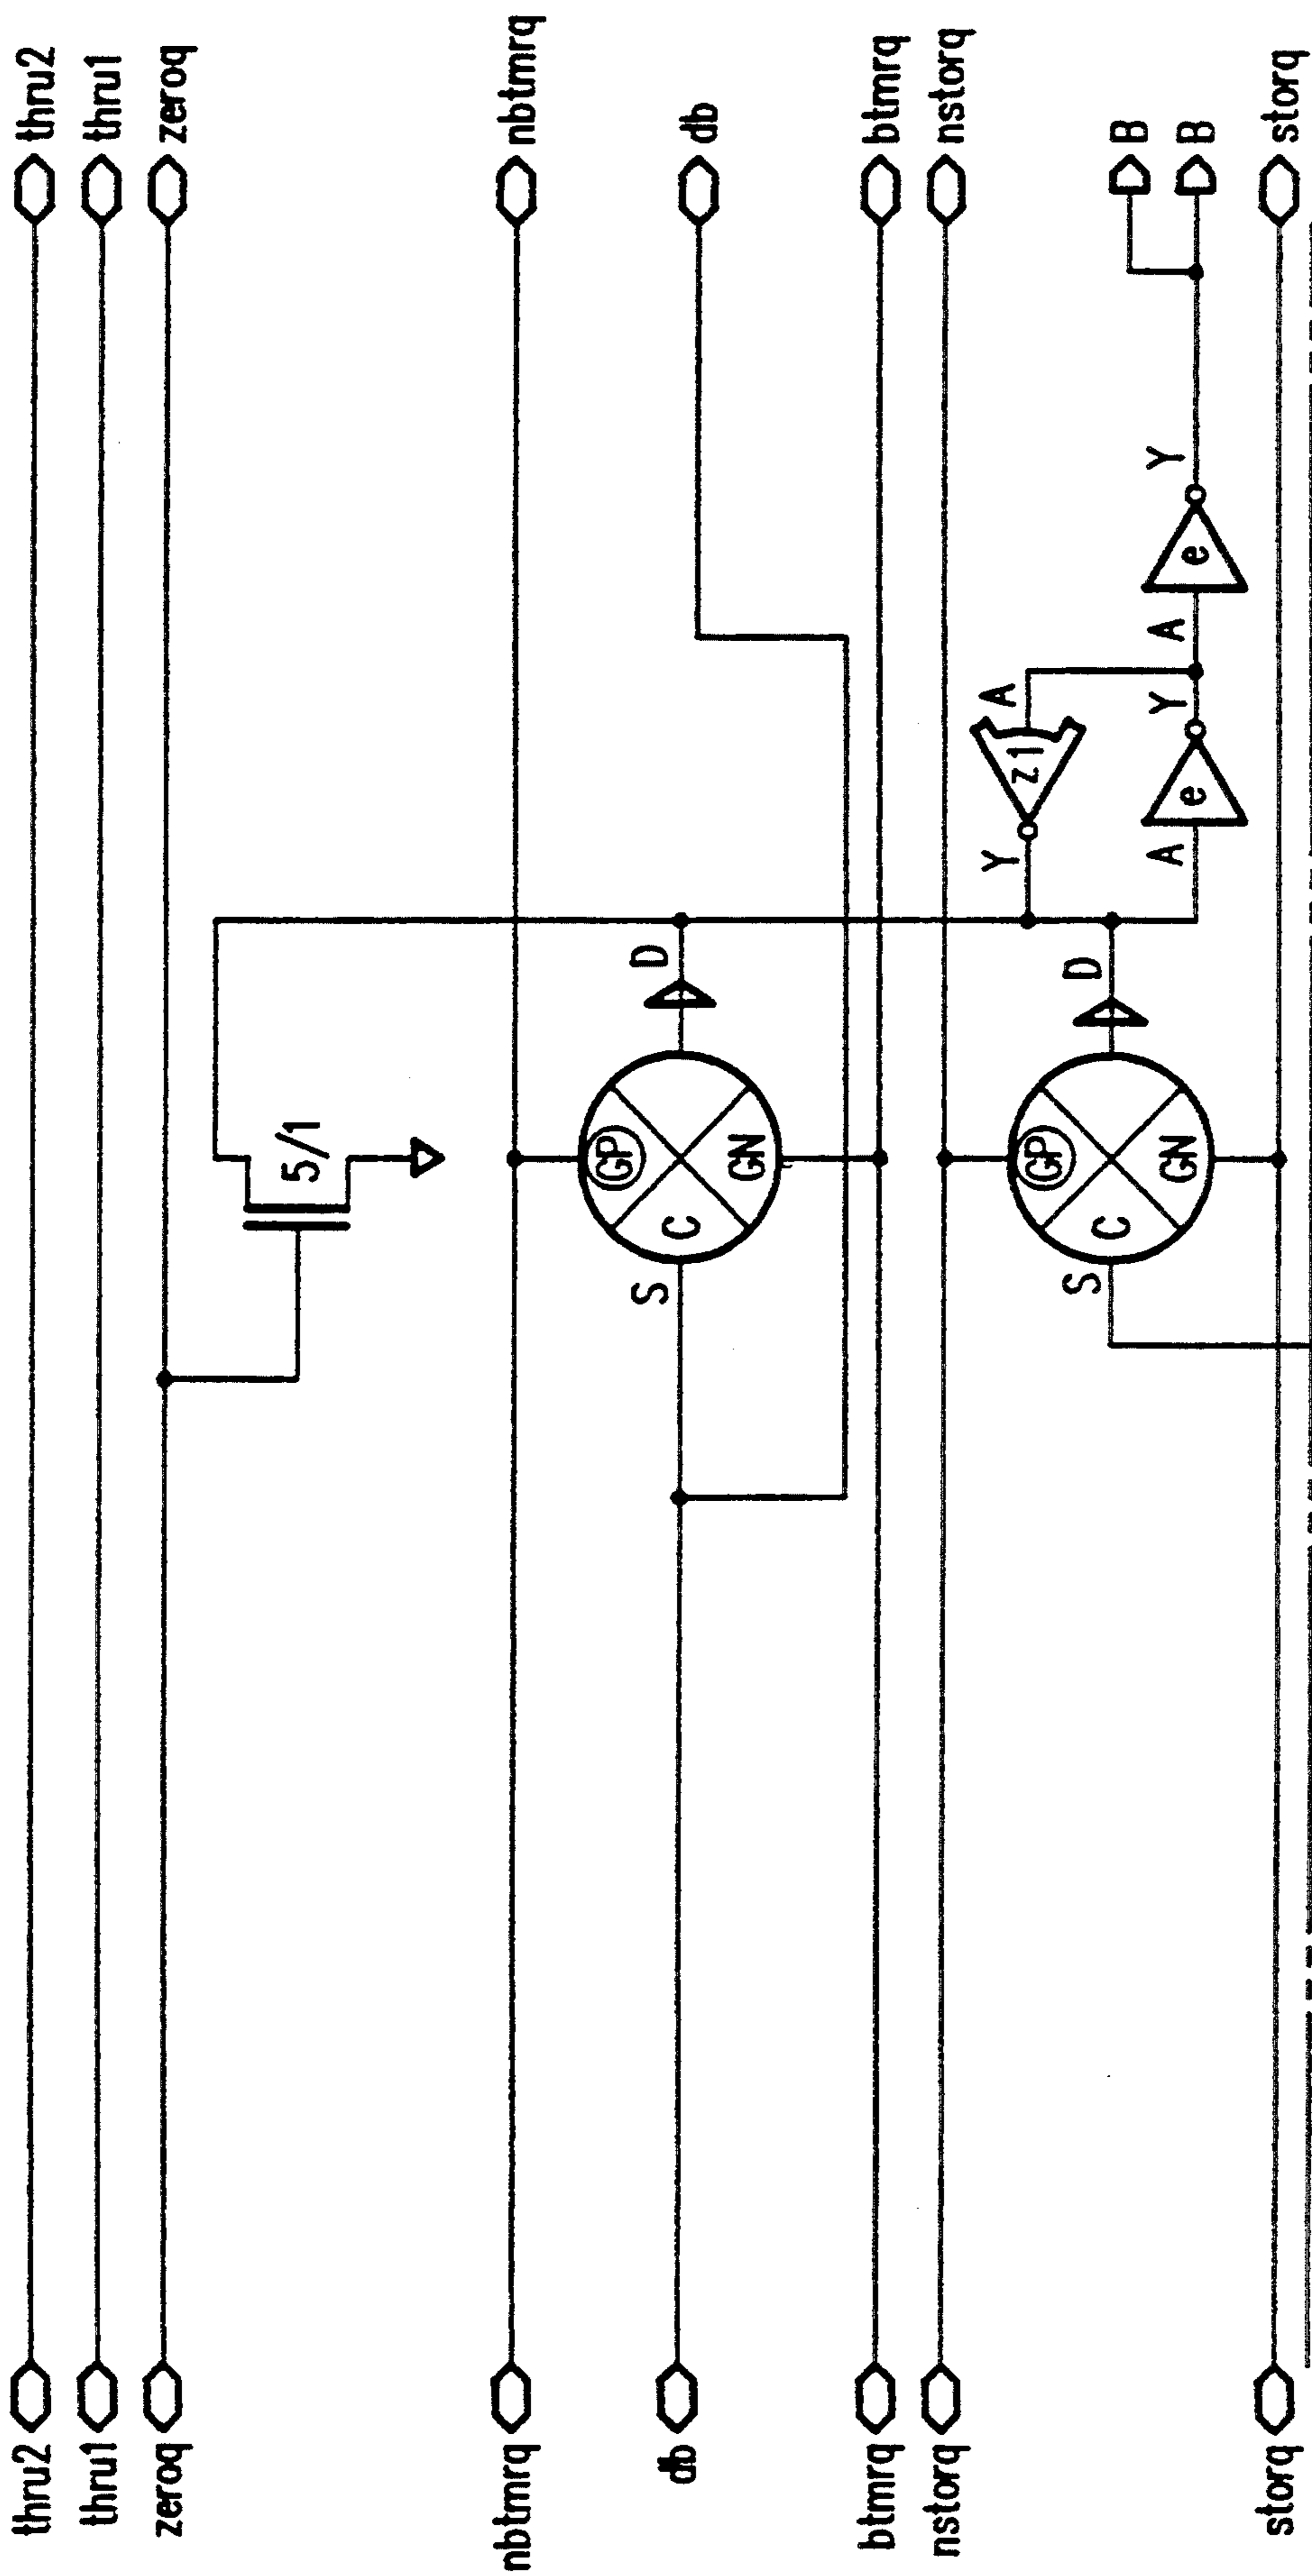 thru2
thru2
thru1
thru1
zeroq
zeroq
5/1
nbtmrq
nbtmrq
GP
S
C
D
GN
db
db
btmrq
btmrq
nstorq
nstorq
Y
z1
A
GP
S
C
D
GN
A
e
Y
A
e
Y
B
B
storq
storq